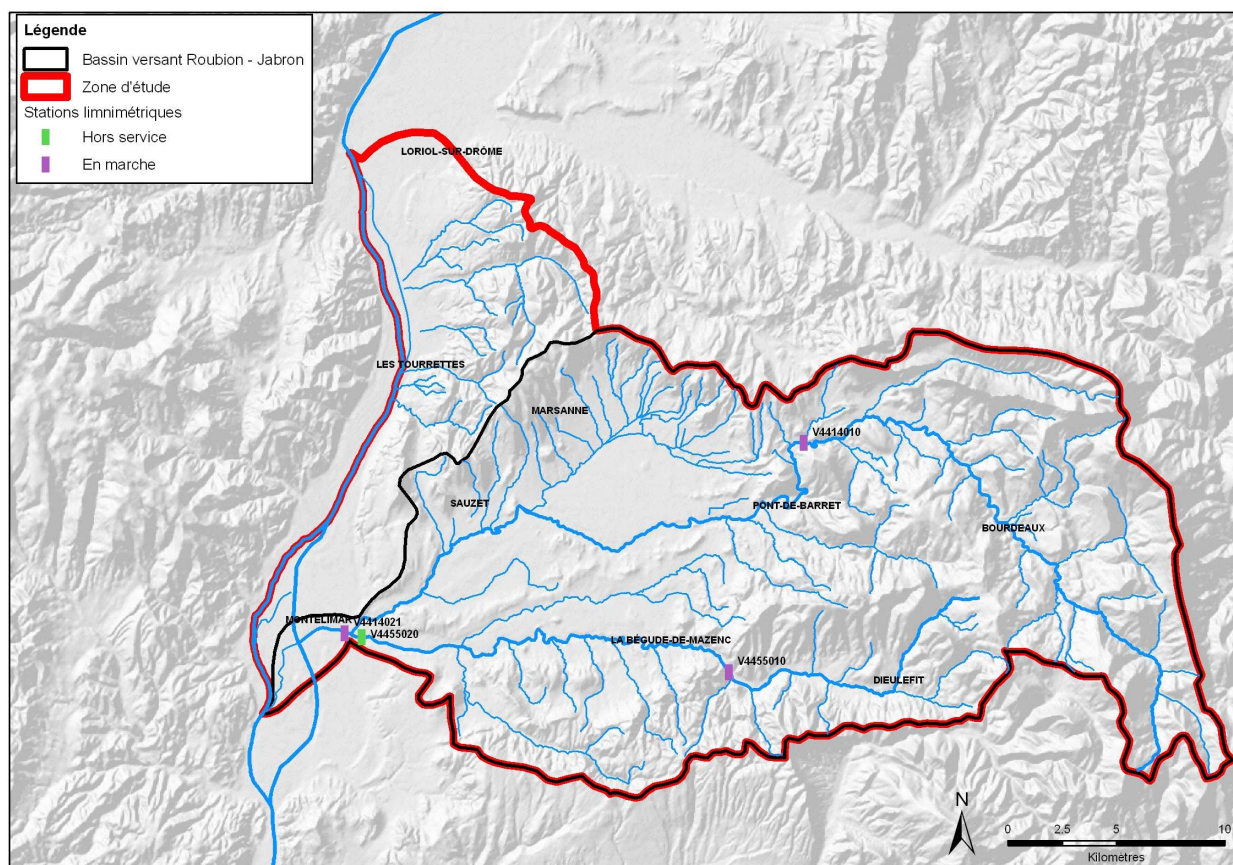 Légende
Bassin versant Roubion - Jabron
Zone d'étude
Stations limnimétriques
Hors service
En marche
LORIOL-SUR-DRÔME
LES TOURRETTES
MARSANNE
V4414010
SAUZET
PONT-DE-BARRET
BOURDEAUX
MONTELIMAR
V4414021
V4455020
LA BÉGUDE-DE-MAZENC
V4455010
DIEULEFIT
N
0 2,5 5 10
Kilomètres